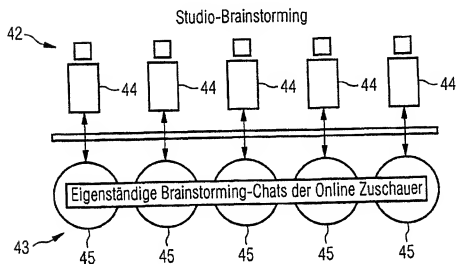 Studio-Brainstorming
42
44 44 44 44 44
Eigenständige Brainstorming-Chats der Online Zuschauer
43
45 45 45 45 45